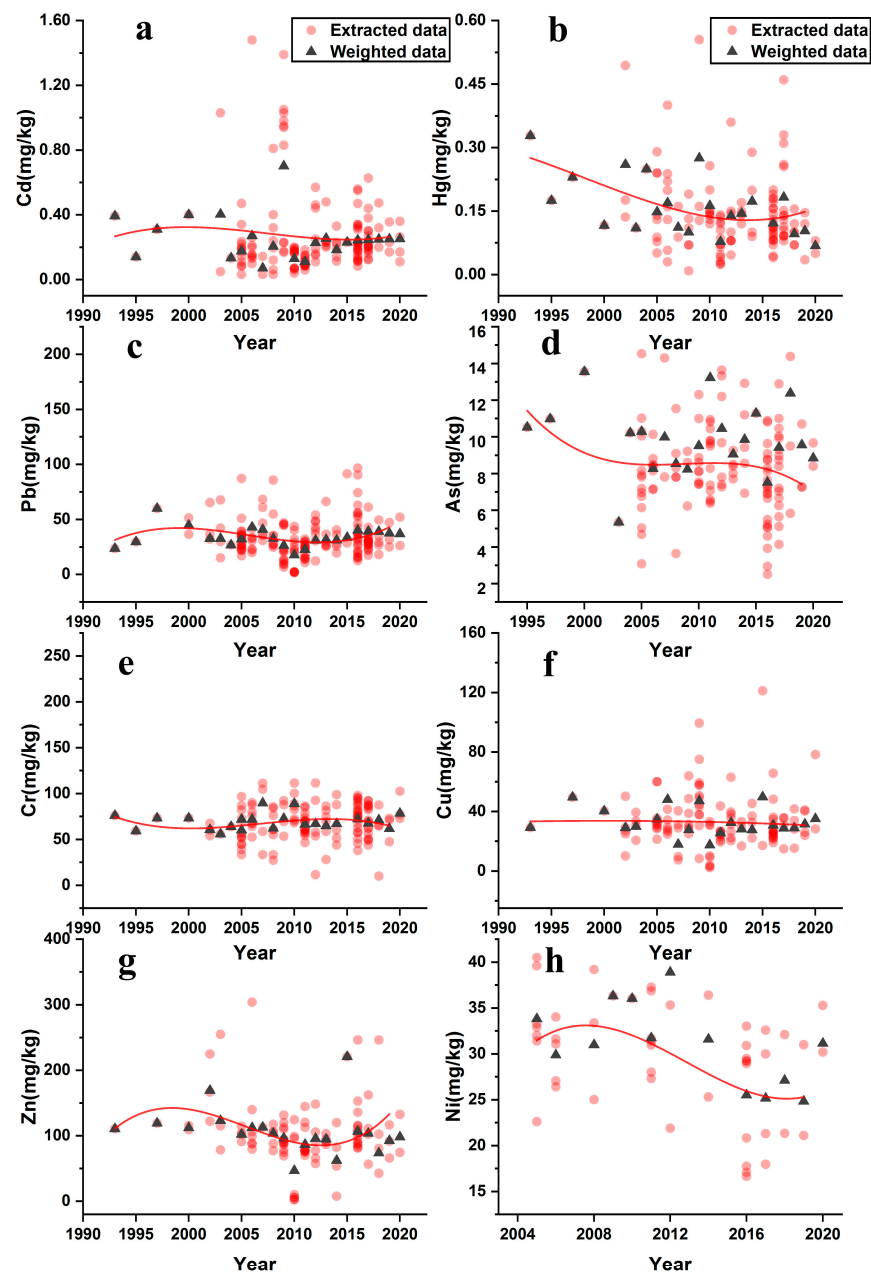 a
Extracted data
Weighted data
Cd(mg/kg)
1.60
1.20
0.80
0.40
0.00
1990 1995 2000 2005 2010 2015 2020
Year
b
Extracted data
Weighted data
Hg(mg/kg)
0.60
0.45
0.30
0.15
0.00
1990 1995 2000 2005 2010 2015 2020
Year
c
Pb(mg/kg)
200
150
100
50
0
1990 1995 2000 2005 2010 2015 2020
Year
d
As(mg/kg)
16
14
12
10
8
6
4
2
1995 2000 2005 2010 2015 2020
Year
e
Cr(mg/kg)
250
200
150
100
50
0
1990 1995 2000 2005 2010 2015 2020
Year
f
Cu(mg/kg)
160
120
80
40
0
1990 1995 2000 2005 2010 2015 2020
Year
g
Zn(mg/kg)
400
300
200
100
0
1990 1995 2000 2005 2010 2015 2020
Year
h
Ni(mg/kg)
40
35
30
25
20
15
2004 2008 2012 2016 2020
Year